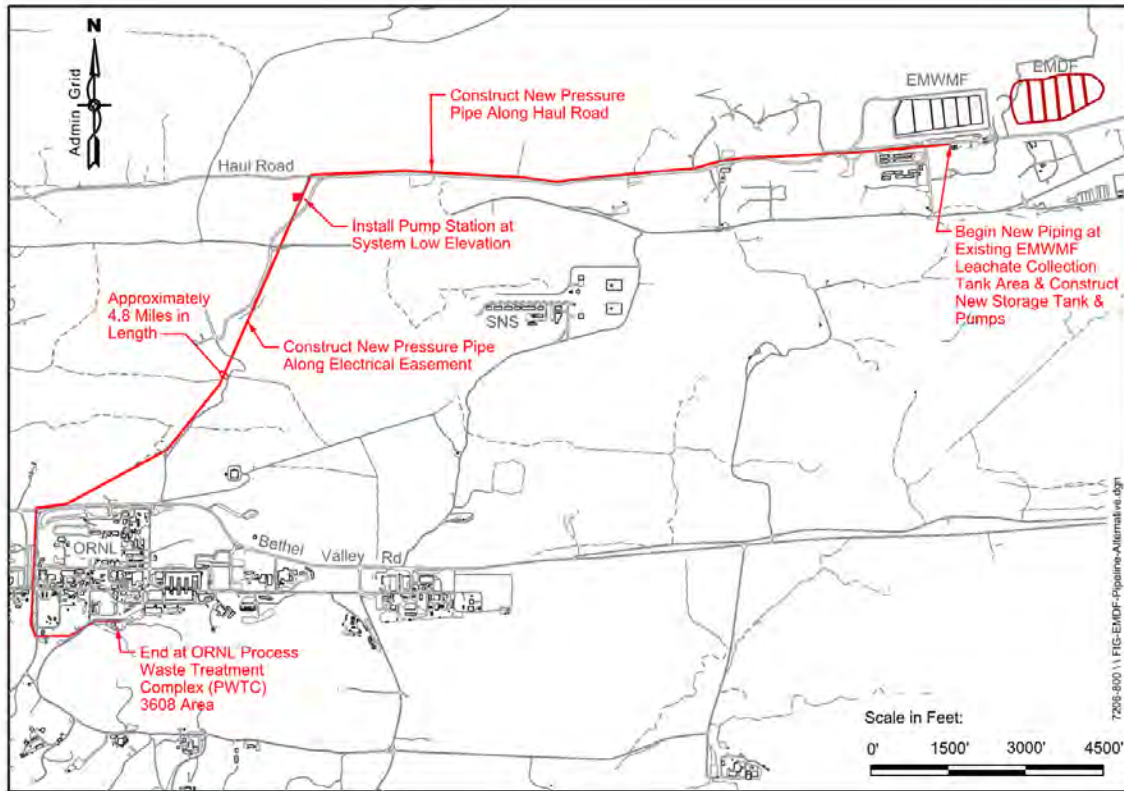 N
Admin Grid
EMDF
EMWMF
Construct New Pressure
Pipe Along Haul Road
Haul Road
Install Pump Station at
System Low Elevation
Begin New Piping at
Existing EMWMF
Leachate Collection
Tank Area & Construct
New Storage Tank &
Pumps
Approximately
4.8 Miles in
Length
SNS
Construct New Pressure Pipe
Along Electrical Easement
ORNL
Bethel Valley Rd
End at ORNL Process
Waste Treatment
Complex (PWTC)
3608 Area
Scale in Feet:
0' 1500' 3000' 4500'
7206-800 \\ FIG-EMDF-Pipeline-Alternative.dgn